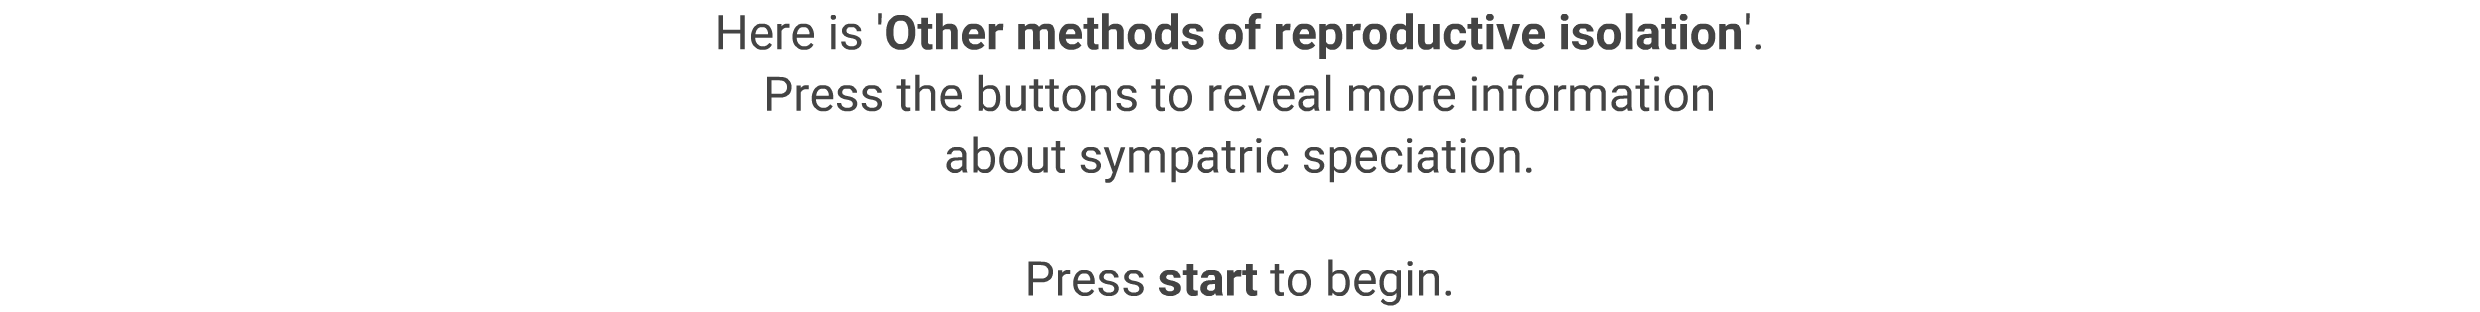 Here is 'Other methods of reproductive isolation'.
Press the buttons to reveal more information
about sympatric speciation.
Press start to begin.